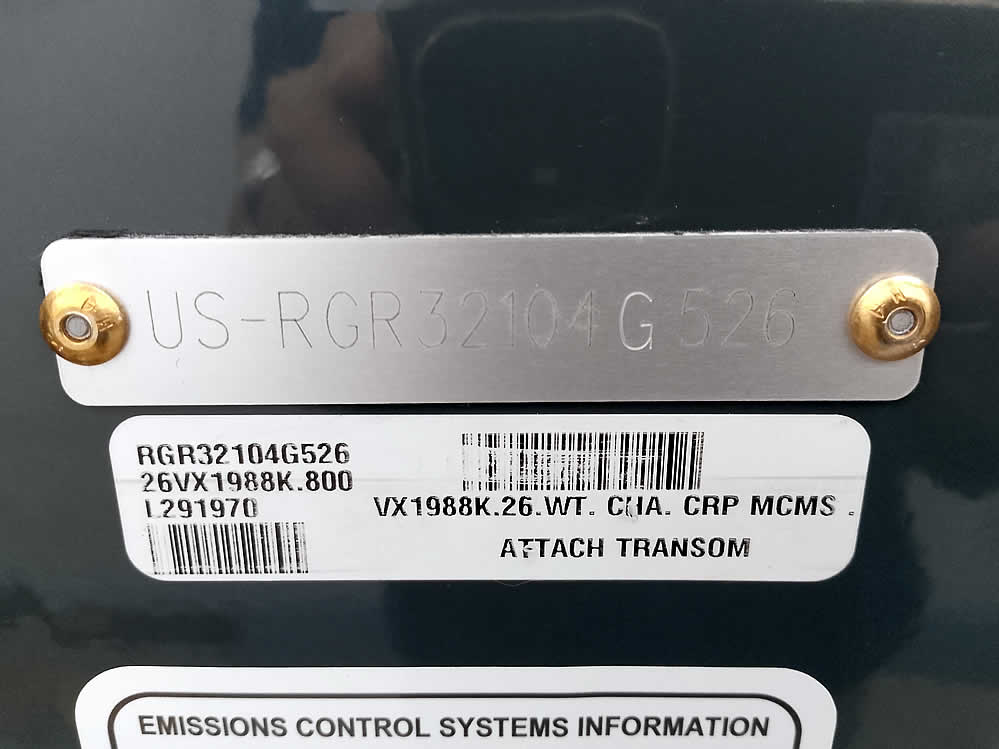 US-RGR32104G526
RGR32104G526
26VX1988K.800
L291970
VX1988K.26.WT. CHA. CRP MCMS .
ATTACH TRANSOM
EMISSIONS CONTROL SYSTEMS INFORMATION